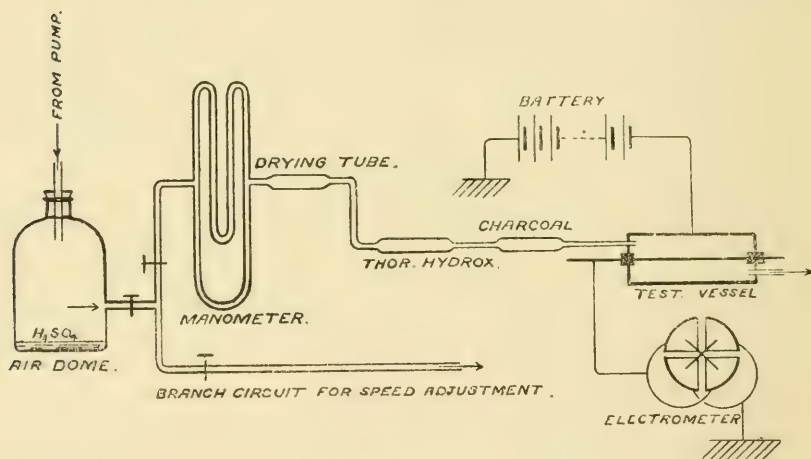 FROM PUMP.
BATTERY
DRYING TUBE.
CHARCOAL
THOR. HYDROX.
TEST. VESSEL
H₂SO₄
MANOMETER.
AIR DOME.
BRANCH CIRCUIT FOR SPEED ADJUSTMENT.
ELECTROMETER